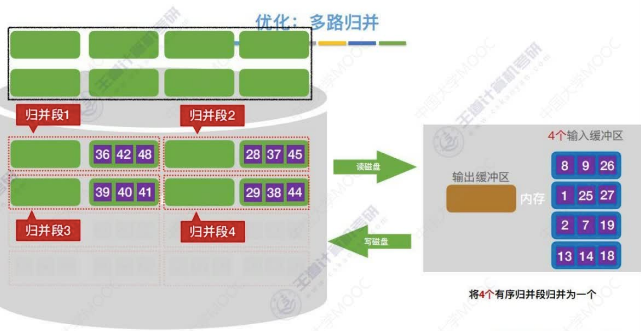 优化：多路归并
归并段1
归并段2
36 42 48
28 37 45
39 40 41
29 38 44
归并段3
归并段4
读磁盘
写磁盘
4个输入缓冲区
输出缓冲区
内存
8 9 26
1 25 27
2 7 19
13 14 18
将4个有序归并段归并为一个
王道计算机考研
中国大学MOOC